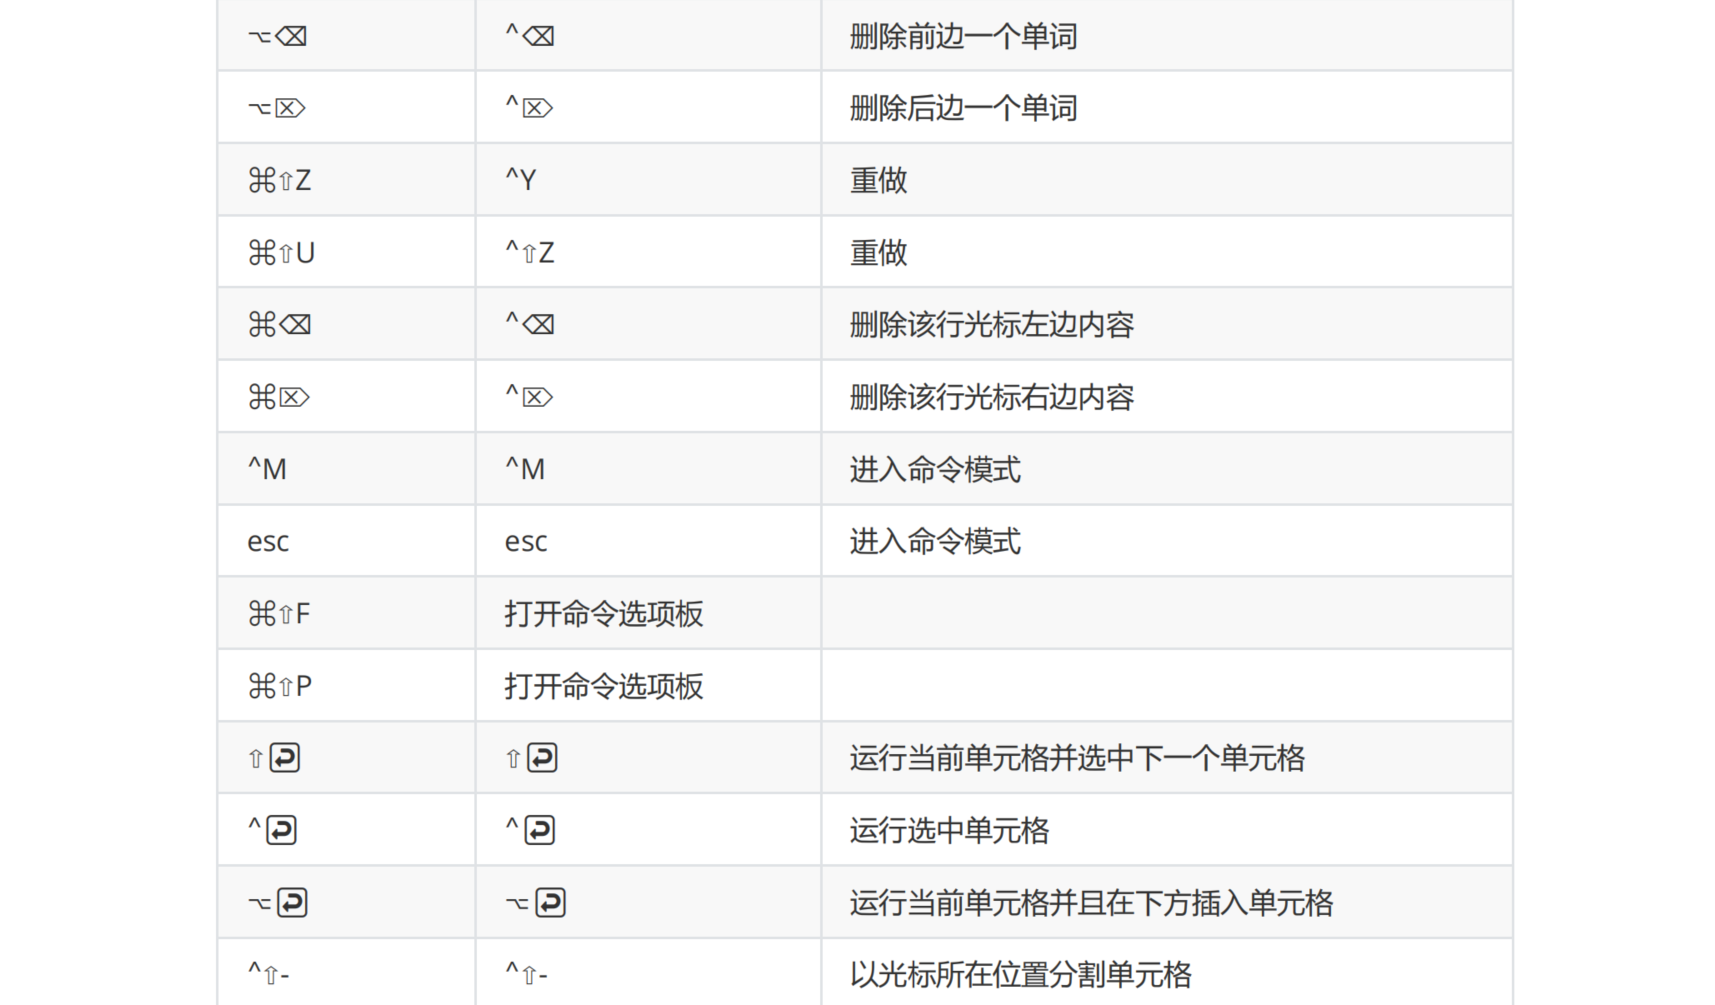 ⌥⌫ ^⌫ 删除前边一个单词
⌥⌦ ^⌦ 删除后边一个单词
⌘⇧Z ^Y 重做
⌘⇧U ^⇧Z 重做
⌘⌫ ^⌫ 删除该行光标左边内容
⌘⌦ ^⌦ 删除该行光标右边内容
^M ^M 进入命令模式
esc esc 进入命令模式
⌘⇧F 打开命令选项板
⌘⇧P 打开命令选项板
⇧↩ ⇧↩ 运行当前单元格并选中下一个单元格
^↩ ^↩ 运行选中单元格
⌥↩ ⌥↩ 运行当前单元格并且在下方插入单元格
^⇧- ^⇧- 以光标所在位置分割单元格